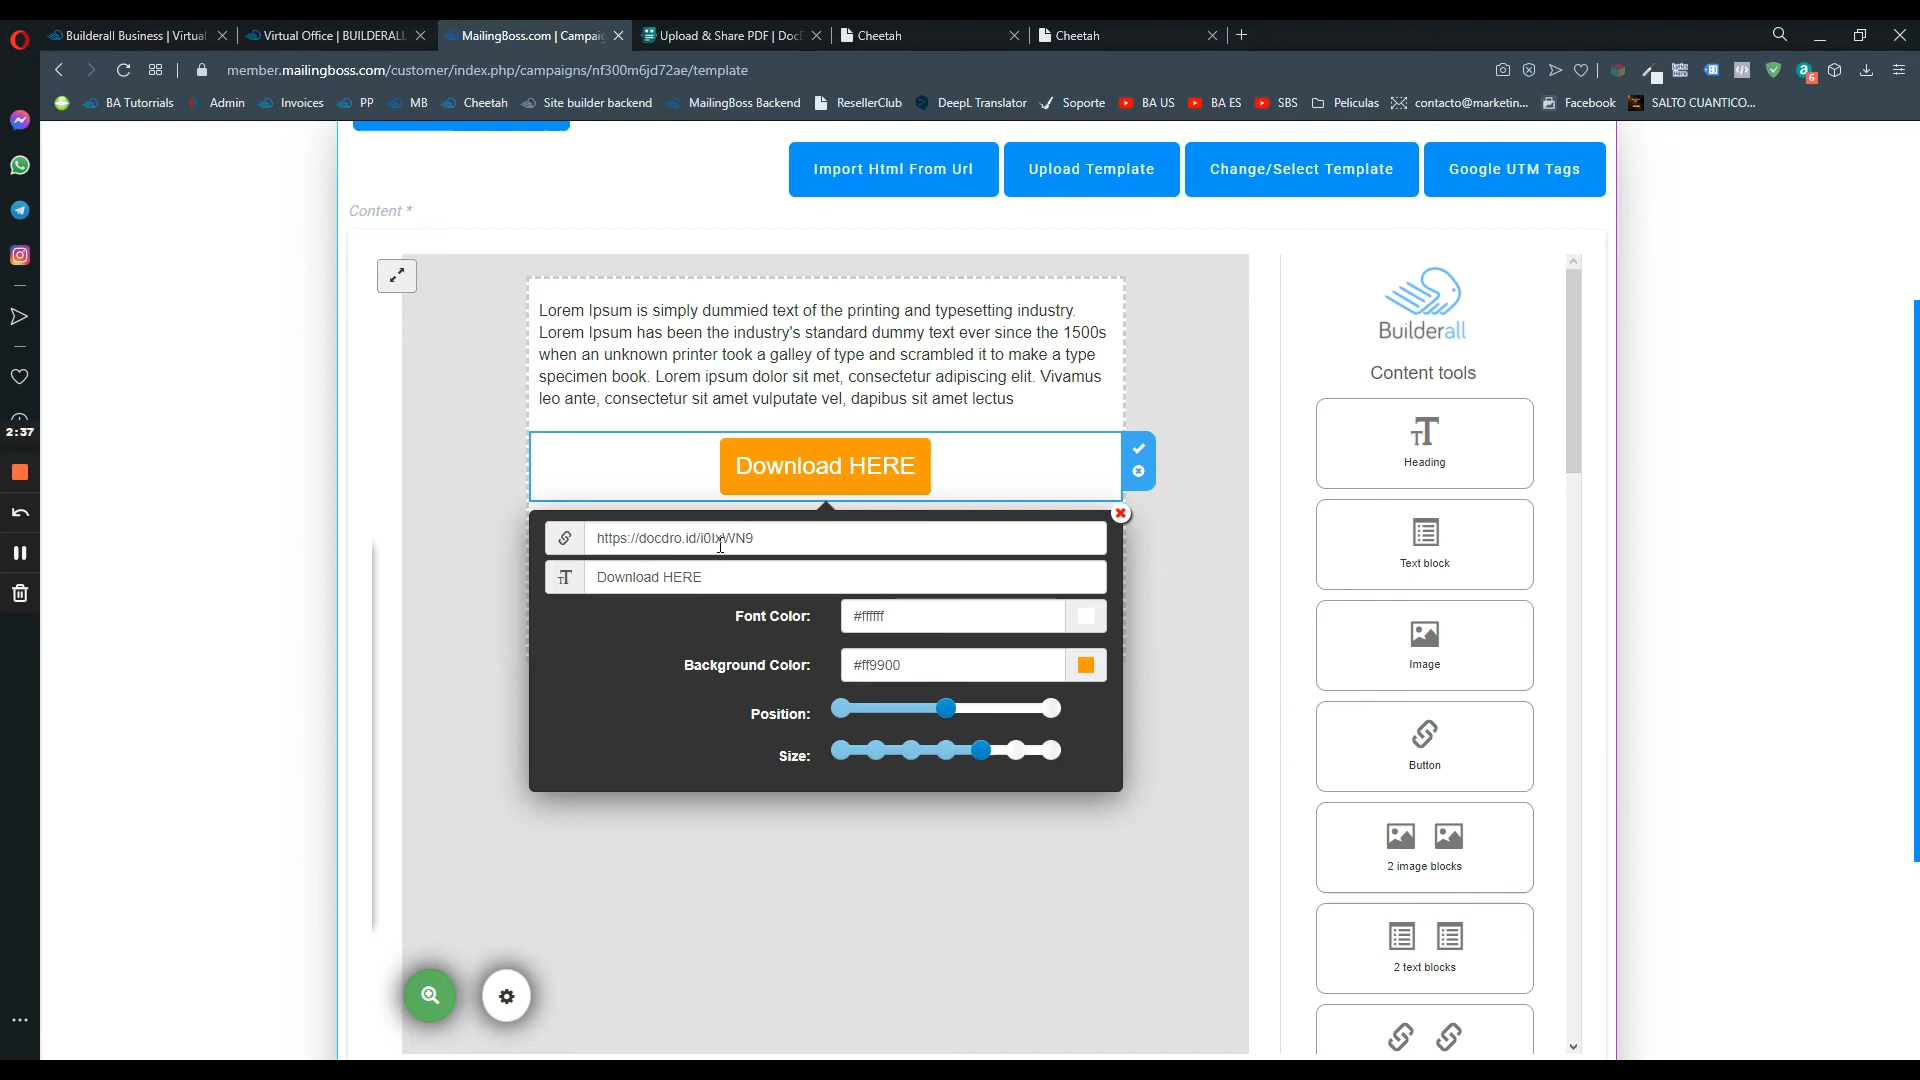 Builderall Business | Virtual
Virtual Office | BUILDERALL
MailingBoss.com | Campaig
Upload & Share PDF | Doc
Cheetah
Cheetah
member.mailingboss.com/customer/index.php/campaigns/nf300m6jd72ae/template
6
BA Tutorials
Admin
Invoices
PP
MB
Cheetah
Site builder backend
MailingBoss Backend
ResellerClub
DeepL Translator
Soporte
BA US
BA ES
SBS
Peliculas
contacto@marketin...
Facebook
SALTO CUANTICO...
Import Html From Url
Upload Template
Change/Select Template
Google UTM Tags
Content *
Lorem Ipsum is simply dummied text of the printing and typesetting industry.
Lorem Ipsum has been the industry's standard dummy text ever since the 1500s
when an unknown printer took a galley of type and scrambled it to make a type
specimen book. Lorem ipsum dolor sit met, consectetur adipiscing elit. Vivamus
leo ante, consectetur sit amet vulputate vel, dapibus sit amet lectus
Download HERE
Download HERE
Font Color:
#ffffff
Background Color:
#ff9900
Position:
Size:
Builderall
Content tools
Heading
Text block
Image
Button
2 image blocks
2 text blocks
2:37